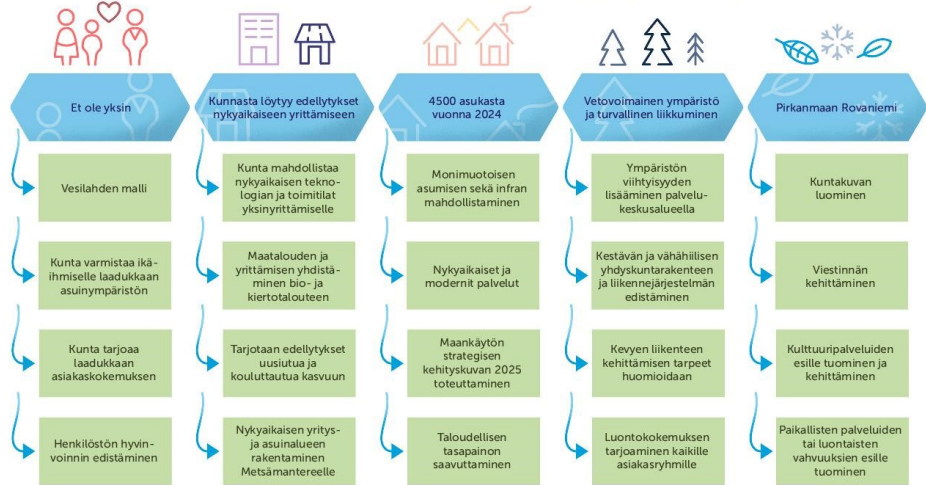 Et ole yksin
Vesilahden malli
Kunta varmistaa ikä-
ihmiselle laadukkaan
asuinympäristön
Kunta tarjoaa
laadukkaan
asiakaskokemuksen
Henkilöstön hyvin-
voinnin edistäminen
Kunnasta löytyy edellytykset
nykyaikaiseen yrittämiseen
Kunta mahdollistaa
nykyaikaisen tekno-
logian ja toimitilat
yksinyrittämiselle
Maatalouden ja
yrittämisen yhdistä-
minen bio- ja
kiertotalouteen
Tarjotaan edellytykset
uusiutua ja
kouluttautua kasvuun
Nykyaikaisen yritys-
ja asuinalueen
rakentaminen
Metsämantereelle
4500 asukasta
vuonna 2024
Monimuotoisen
asumisen sekä infran
mahdollistaminen
Nykyaikaiset ja
modernit palvelut
Maankäytön
strategisen
kehityskuvan 2025
toteuttaminen
Taloudellisen
tasapainon
saavuttaminen
Vetovoimainen ympäristö
ja turvallinen liikkuminen
Ympäristön
viihtyisyyden
lisääminen palvelu-
keskusalueella
Kestävän ja vähähiilisen
yhdyskuntarakenteen
ja liikennejärjestelmän
edistäminen
Kevyen liikenteen
kehittämisen tarpeet
huomioidaan
Luontokokemuksen
tarjoaminen kaikille
asiakasryhmille
Pirkanmaan Rovaniemi
Kuntakuvan
luominen
Viestinnän
kehittäminen
Kulttuuripalveluiden
esille tuominen ja
kehittäminen
Paikallisten palveluiden
tai luontaisten
vahvuuksien esille
tuominen